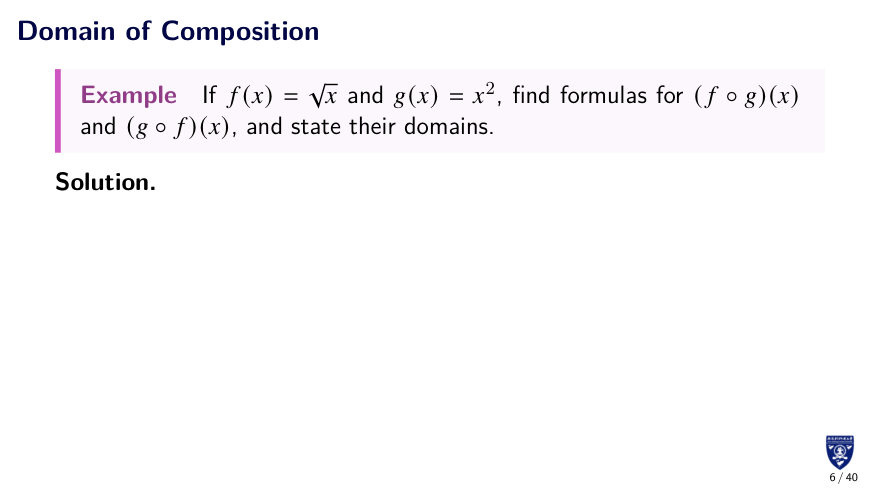 Domain of Composition
Example If f(x) = √x and g(x) = x², find formulas for (f ∘ g)(x)
and (g ∘ f)(x), and state their domains.
Solution.
6 / 40